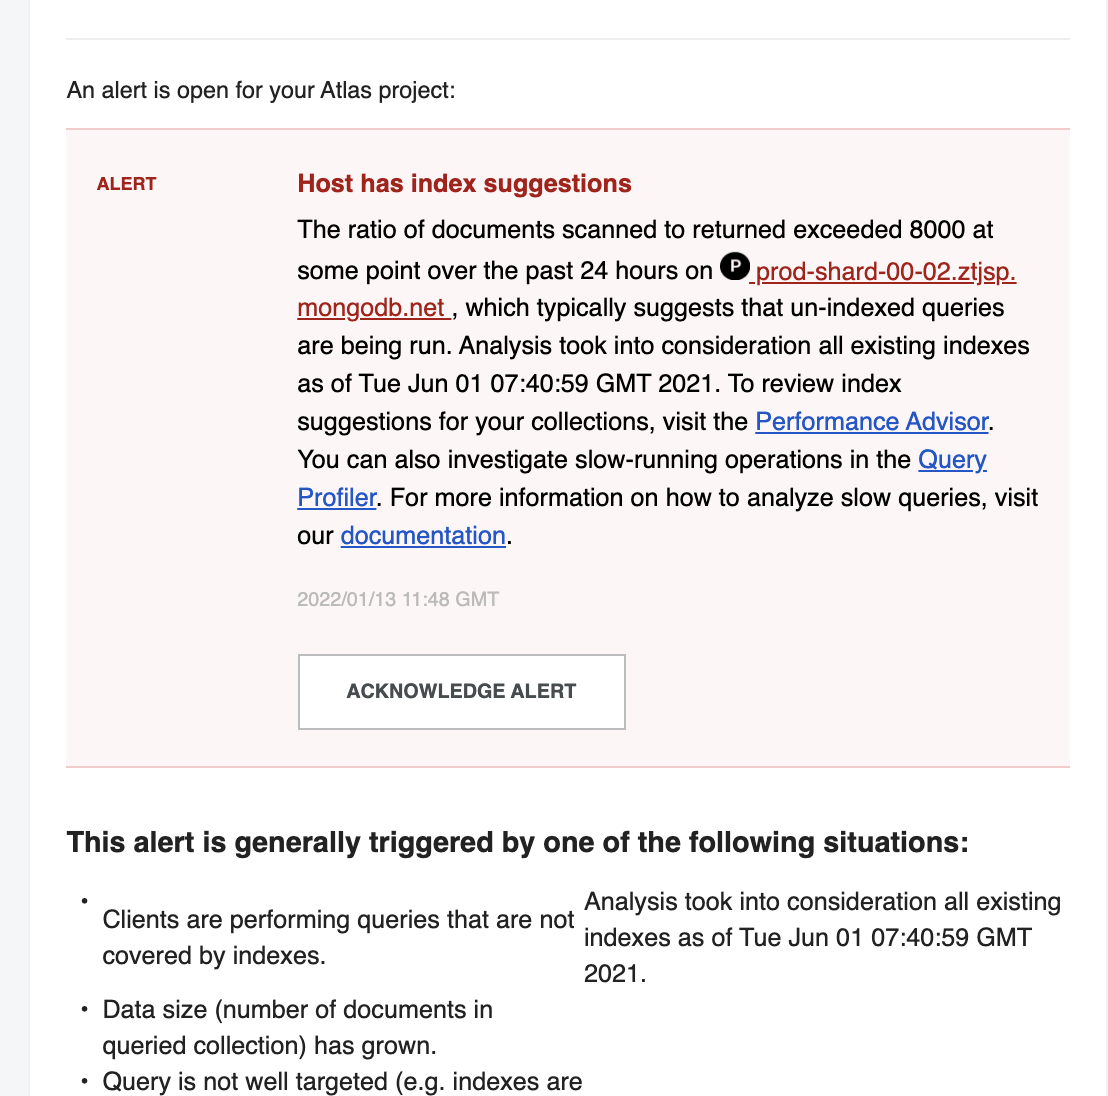 An alert is open for your Atlas project:
ALERT
Host has index suggestions
The ratio of documents scanned to returned exceeded 8000 at
some point over the past 24 hours on P prod-shard-00-02.ztjsp.
mongodb.net , which typically suggests that un-indexed queries
are being run. Analysis took into consideration all existing indexes
as of Tue Jun 01 07:40:59 GMT 2021. To review index
suggestions for your collections, visit the Performance Advisor.
You can also investigate slow-running operations in the Query
Profiler. For more information on how to analyze slow queries, visit
our documentation.
2022/01/13 11:48 GMT
ACKNOWLEDGE ALERT
This alert is generally triggered by one of the following situations:
• Clients are performing queries that are not
covered by indexes.
Analysis took into consideration all existing
indexes as of Tue Jun 01 07:40:59 GMT
2021.
• Data size (number of documents in
queried collection) has grown.
• Query is not well targeted (e.g. indexes are